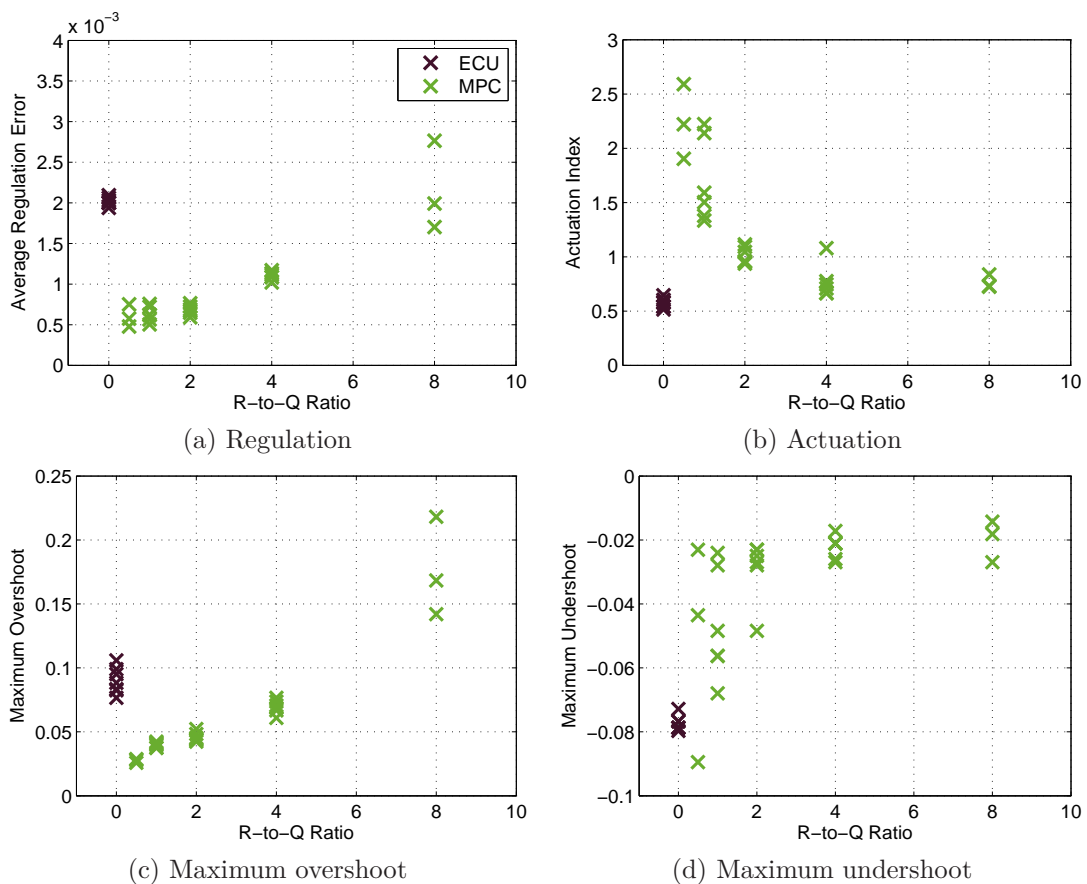 x 10⁻³
4
3.5
3
2.5
2
1.5
1
0.5
0
Average Regulation Error
ECU
MPC
0 2 4 6 8 10
R−to−Q Ratio
(a) Regulation
3
2.5
2
1.5
1
0.5
0
Actuation Index
0 2 4 6 8 10
R−to−Q Ratio
(b) Actuation
0.25
0.2
0.15
0.1
0.05
0
Maximum Overshoot
0 2 4 6 8 10
R−to−Q Ratio
(c) Maximum overshoot
0
−0.02
−0.04
−0.06
−0.08
−0.1
Maximum Undershoot
0 2 4 6 8 10
R−to−Q Ratio
(d) Maximum undershoot